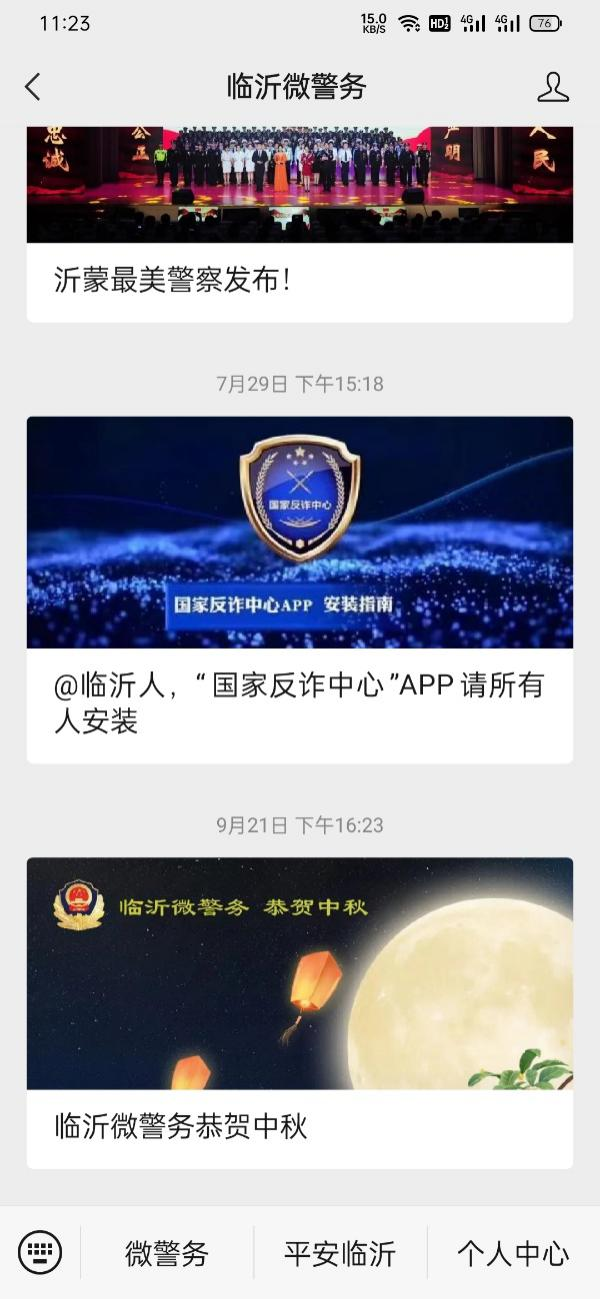 11:23
15.0 KB/S
HD
4G
4G
76
临沂微警务
忠诚
公正
严明
人民
沂蒙最美警察发布!
7月29日 下午15:18
国家反诈中心
国家反诈中心APP 安装指南
@临沂人，“国家反诈中心”APP 请所有
人安装
9月21日 下午16:23
临沂微警务 恭贺中秋
临沂微警务恭贺中秋
微警务
平安临沂
个人中心